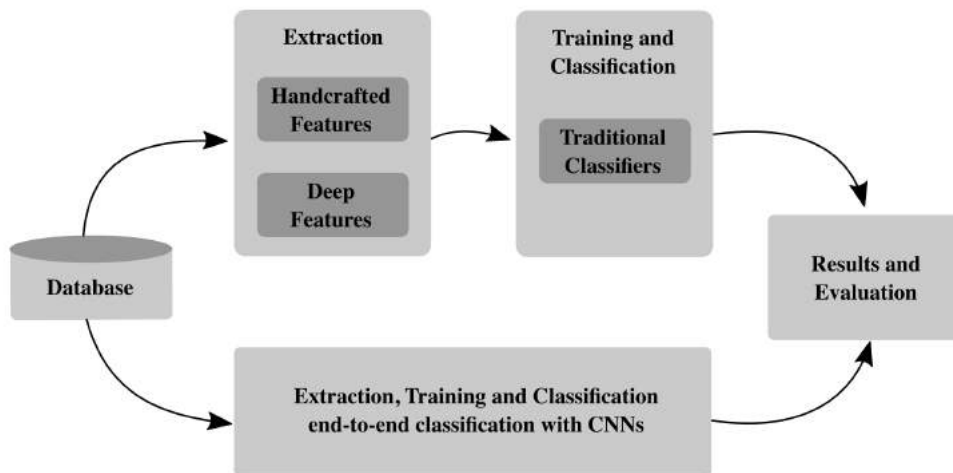 Extraction
Handcrafted
Features
Deep
Features
Training and
Classification
Traditional
Classifiers
Database
Results and
Evaluation
Extraction, Training and Classification
end-to-end classification with CNNs